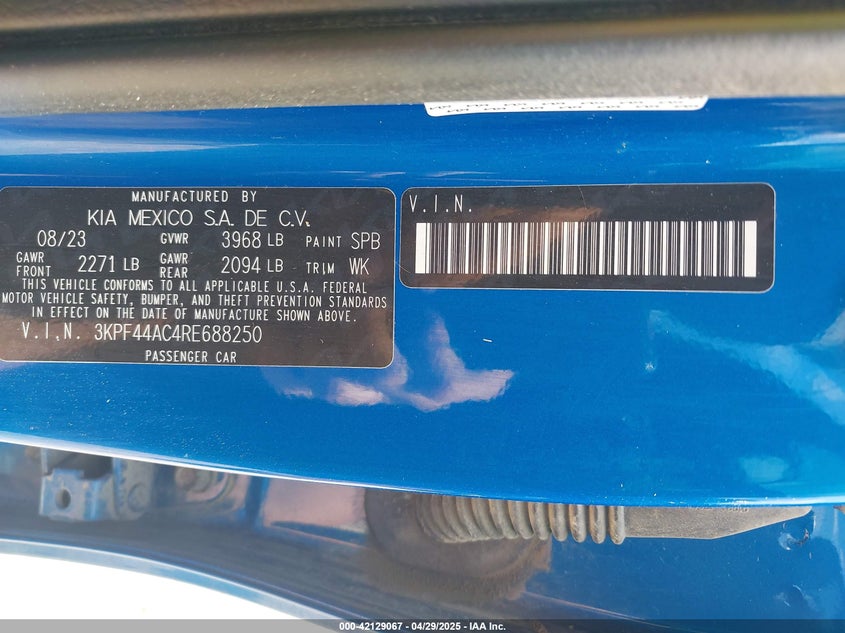 MANUFACTURED BY
KIA MEXICO S.A. DE C.V.
08/23 GVWR 3968 LB PAINT SPB
GAWR FRONT 2271 LB GAWR REAR 2094 LB TRIM WK
THIS VEHICLE CONFORMS TO ALL APPLICABLE U.S.A. FEDERAL
MOTOR VEHICLE SAFETY, BUMPER, AND THEFT PREVENTION STANDARDS
IN EFFECT ON THE DATE OF MANUFACTURE SHOWN ABOVE.
V.I.N. 3KPF44AC4RE688250
PASSENGER CAR
V.I.N.
000-42129067 - 04/29/2025 - IAA Inc.